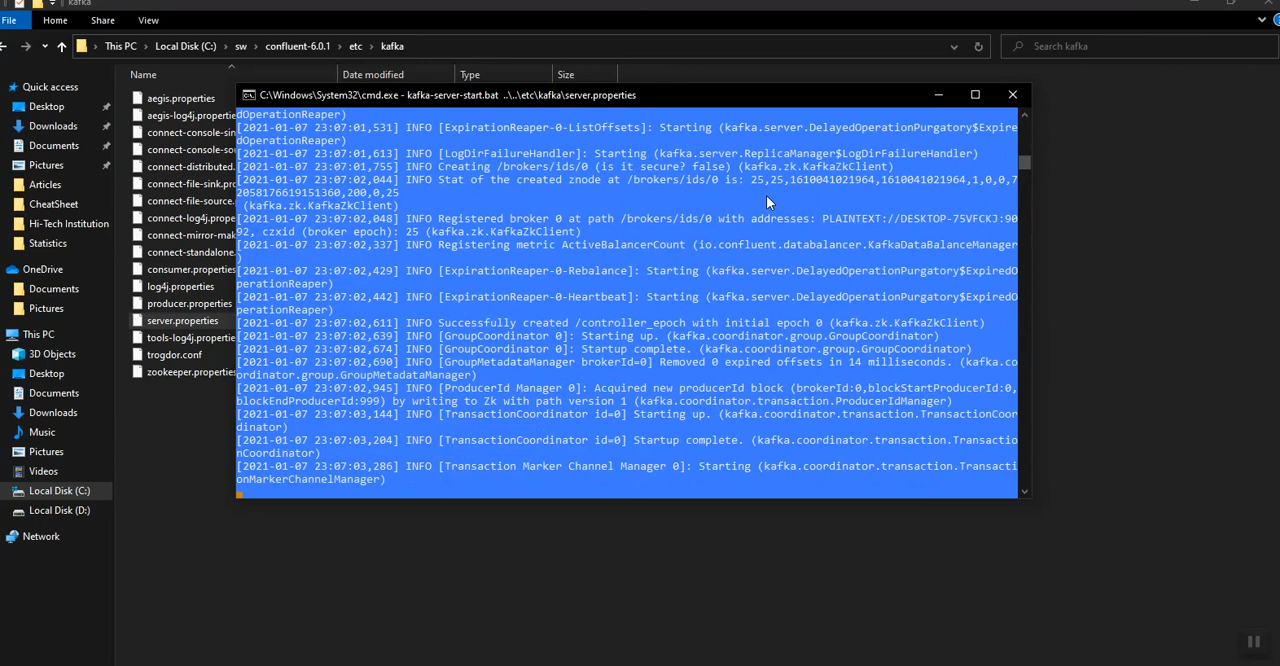 kafka
File Home Share View
This PC Local Disk (C:) sw confluent-6.0.1 etc kafka
Search kafka
Quick access
Desktop
Downloads
Documents
Pictures
Articles
CheatSheet
Hi-Tech Institution
Statistics
OneDrive
Documents
Pictures
This PC
3D Objects
Desktop
Documents
Downloads
Music
Pictures
Videos
Local Disk (C:)
Local Disk (D:)
Network
Name Date modified Type Size
aegis.properties
aegis-log4j.propertie
connect-console-sin
connect-console-sou
connect-distributed.
connect-file-sink.pro
connect-file-source.
connect-log4j.prope
connect-mirror-mak
connect-standalone.
consumer.properties
log4j.properties
producer.properties
server.properties
tools-log4j.propertie
trogdor.conf
zookeeper.properties
C:\Windows\System32\cmd.exe - kafka-server-start.bat ..\..\etc\kafka\server.properties
dOperationReaper)
[2021-01-07 23:07:01,531] INFO [ExpirationReaper-0-ListOffsets]: Starting (kafka.server.DelayedOperationPurgatory$Expire
dOperationReaper)
[2021-01-07 23:07:01,613] INFO [LogDirFailureHandler]: Starting (kafka.server.ReplicaManager$LogDirFailureHandler)
[2021-01-07 23:07:01,755] INFO Creating /brokers/ids/0 (is it secure? false) (kafka.zk.KafkaZkClient)
[2021-01-07 23:07:02,044] INFO Stat of the created znode at /brokers/ids/0 is: 25,25,1610041021964,1610041021964,1,0,0,7
2058176619151360,200,0,25
(kafka.zk.KafkaZkClient)
[2021-01-07 23:07:02,048] INFO Registered broker 0 at path /brokers/ids/0 with addresses: PLAINTEXT://DESKTOP-75VFCKJ:90
92, czxid (broker epoch): 25 (kafka.zk.KafkaZkClient)
[2021-01-07 23:07:02,337] INFO Registering metric ActiveBalancerCount (io.confluent.databalancer.KafkaDataBalanceManager
)
[2021-01-07 23:07:02,429] INFO [ExpirationReaper-0-Rebalance]: Starting (kafka.server.DelayedOperationPurgatory$ExpiredO
perationReaper)
[2021-01-07 23:07:02,442] INFO [ExpirationReaper-0-Heartbeat]: Starting (kafka.server.DelayedOperationPurgatory$ExpiredO
perationReaper)
[2021-01-07 23:07:02,611] INFO Successfully created /controller_epoch with initial epoch 0 (kafka.zk.KafkaZkClient)
[2021-01-07 23:07:02,639] INFO [GroupCoordinator 0]: Starting up. (kafka.coordinator.group.GroupCoordinator)
[2021-01-07 23:07:02,674] INFO [GroupCoordinator 0]: Startup complete. (kafka.coordinator.group.GroupCoordinator)
[2021-01-07 23:07:02,690] INFO [GroupMetadataManager brokerId=0] Removed 0 expired offsets in 14 milliseconds. (kafka.co
ordinator.group.GroupMetadataManager)
[2021-01-07 23:07:02,945] INFO [ProducerId Manager 0]: Acquired new producerId block (brokerId:0,blockStartProducerId:0,
blockEndProducerId:999) by writing to Zk with path version 1 (kafka.coordinator.transaction.ProducerIdManager)
[2021-01-07 23:07:03,144] INFO [TransactionCoordinator id=0] Starting up. (kafka.coordinator.transaction.TransactionCoor
dinator)
[2021-01-07 23:07:03,204] INFO [TransactionCoordinator id=0] Startup complete. (kafka.coordinator.transaction.Transactio
nCoordinator)
[2021-01-07 23:07:03,286] INFO [Transaction Marker Channel Manager 0]: Starting (kafka.coordinator.transaction.Transacti
onMarkerChannelManager)